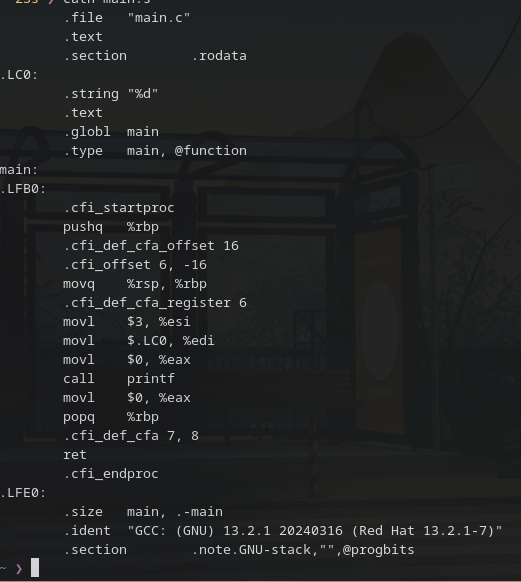 main.s
.file "main.c"
.text
.section .rodata
.LC0:
.string "%d"
.text
.globl main
.type main, @function
main:
.LFB0:
.cfi_startproc
pushq %rbp
.cfi_def_cfa_offset 16
.cfi_offset 6, -16
movq %rsp, %rbp
.cfi_def_cfa_register 6
movl $3, %esi
movl $.LC0, %edi
movl $0, %eax
call printf
movl $0, %eax
popq %rbp
.cfi_def_cfa 7, 8
ret
.cfi_endproc
.LFE0:
.size main, .-main
.ident "GCC: (GNU) 13.2.1 20240316 (Red Hat 13.2.1-7)"
.section .note.GNU-stack,"",@progbits
~ ❯